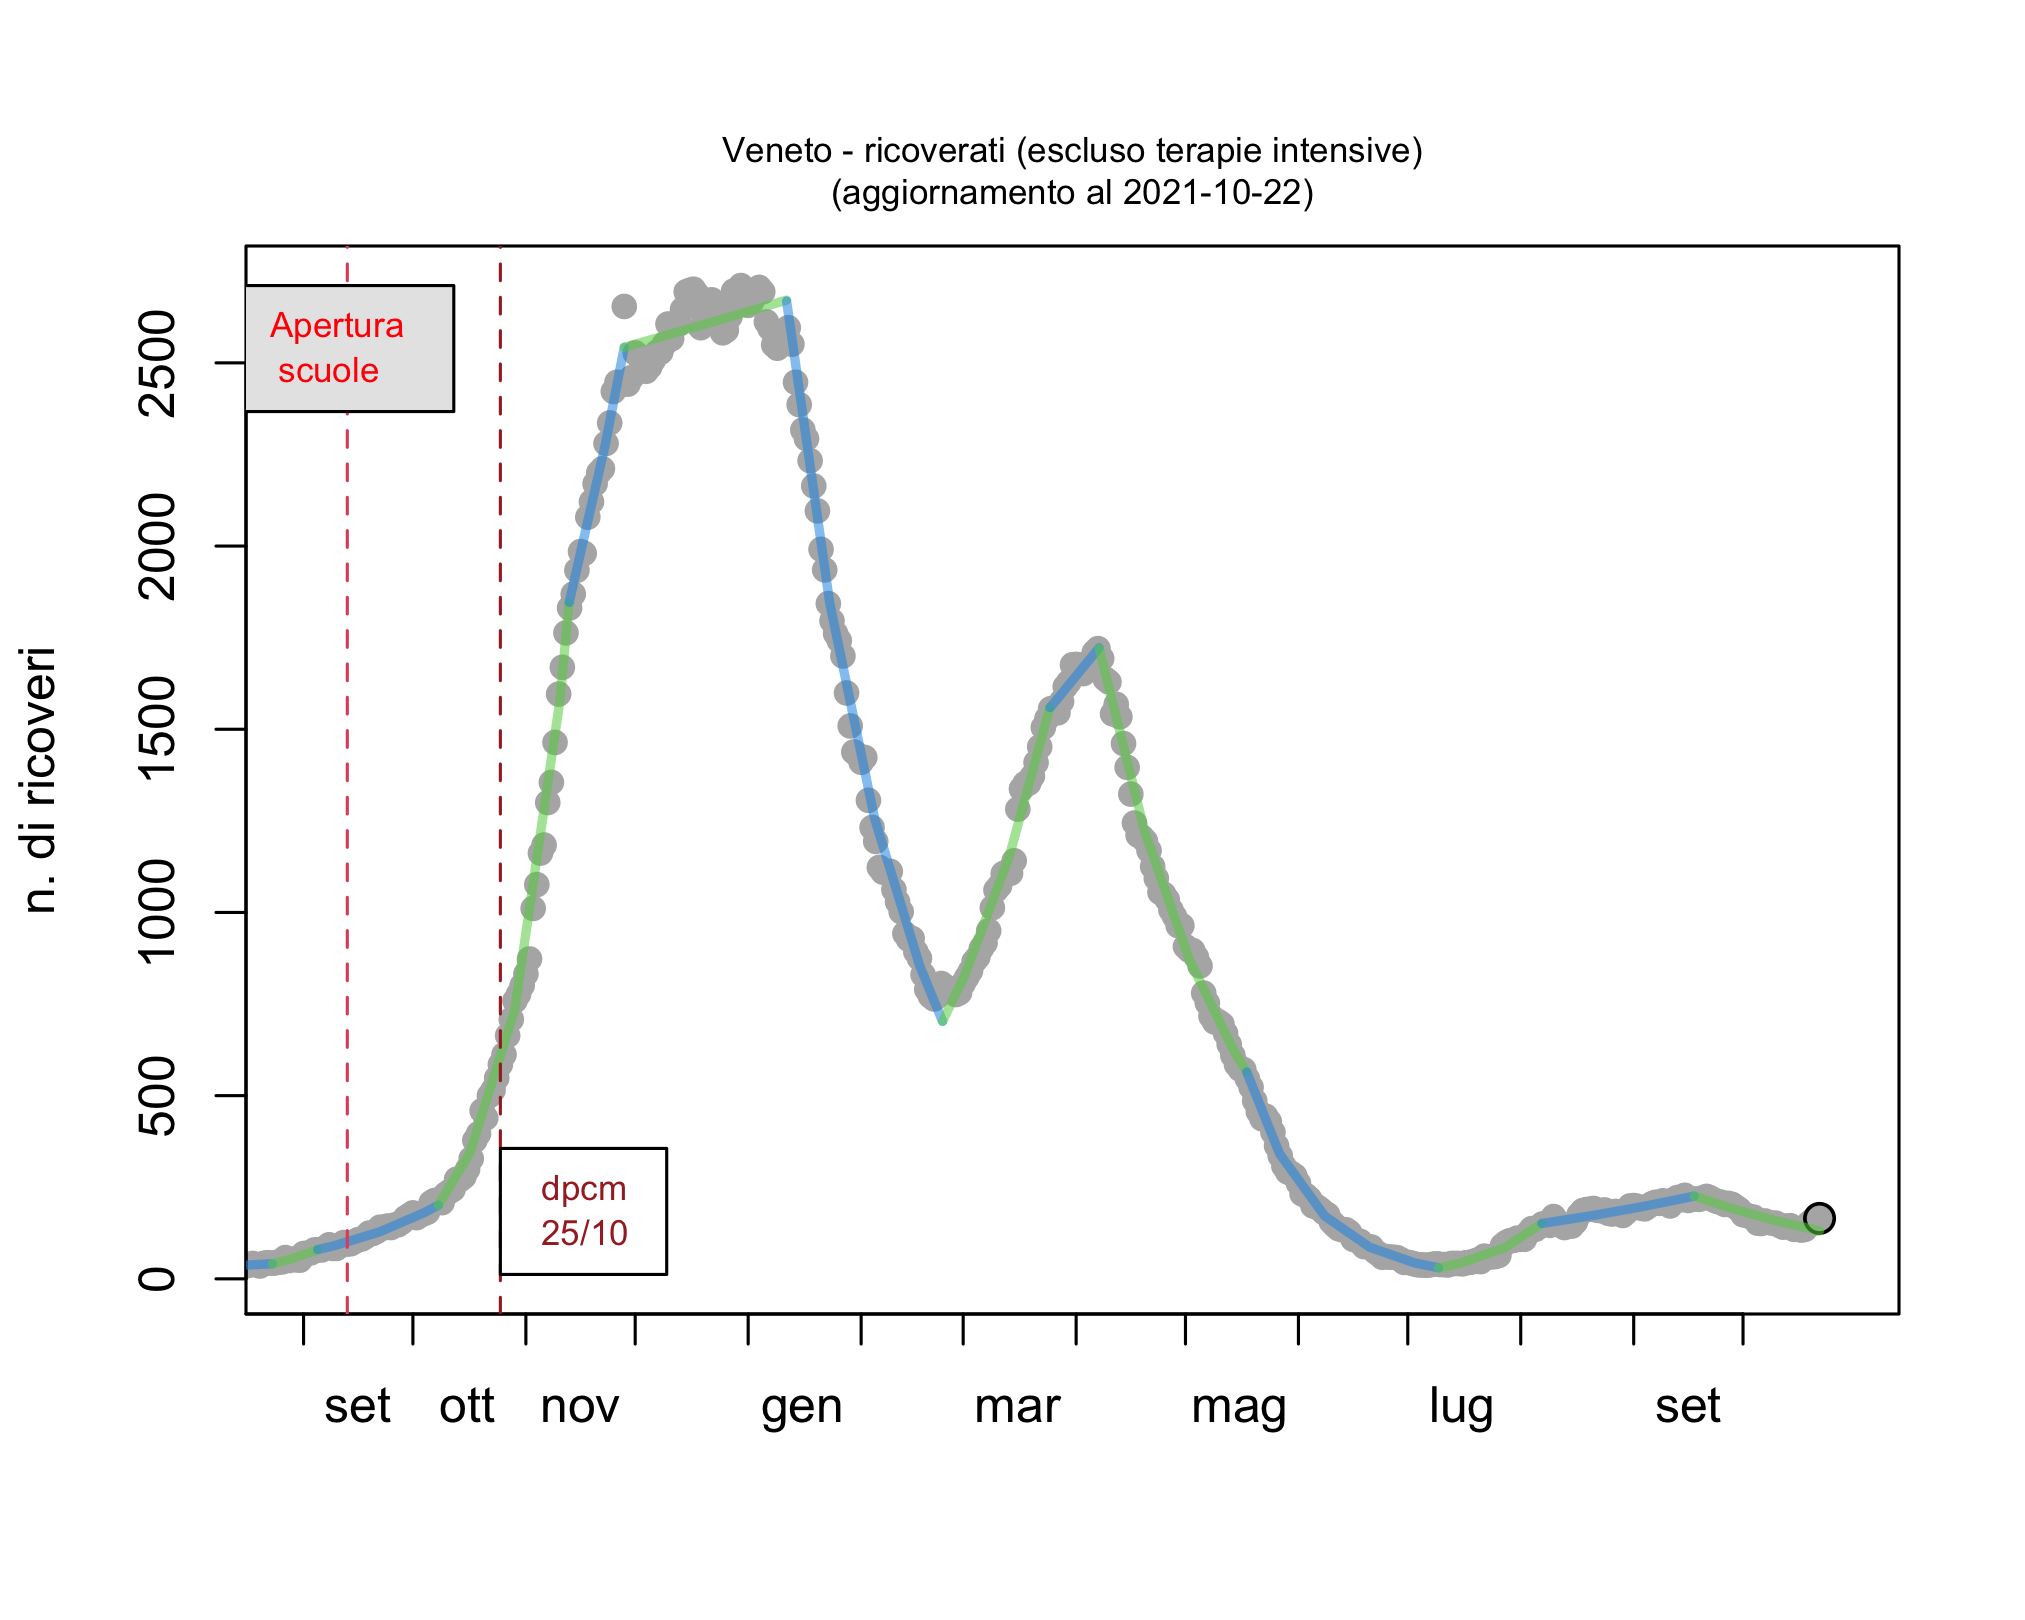 Veneto - ricoverati (escluso terapie intensive)
(aggiornamento al 2021-10-22)
n. di ricoveri
2500
2000
1500
1000
500
0
Apertura
scuole
dpcm
25/10
set ott nov gen mar mag lug set